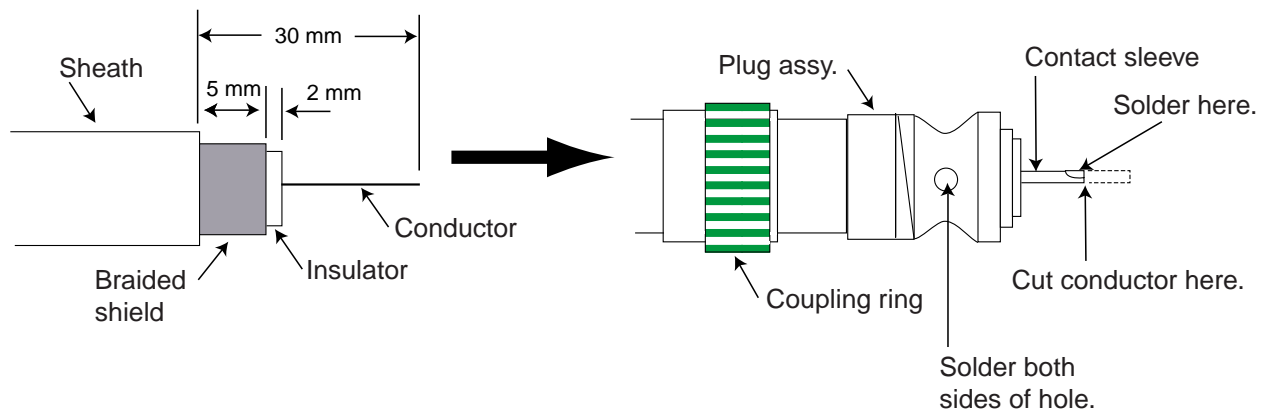 30 mm
Sheath
5 mm
2 mm
Conductor
Insulator
Braided
shield
Plug assy.
Contact sleeve
Solder here.
Coupling ring
Cut conductor here.
Solder both
sides of hole.